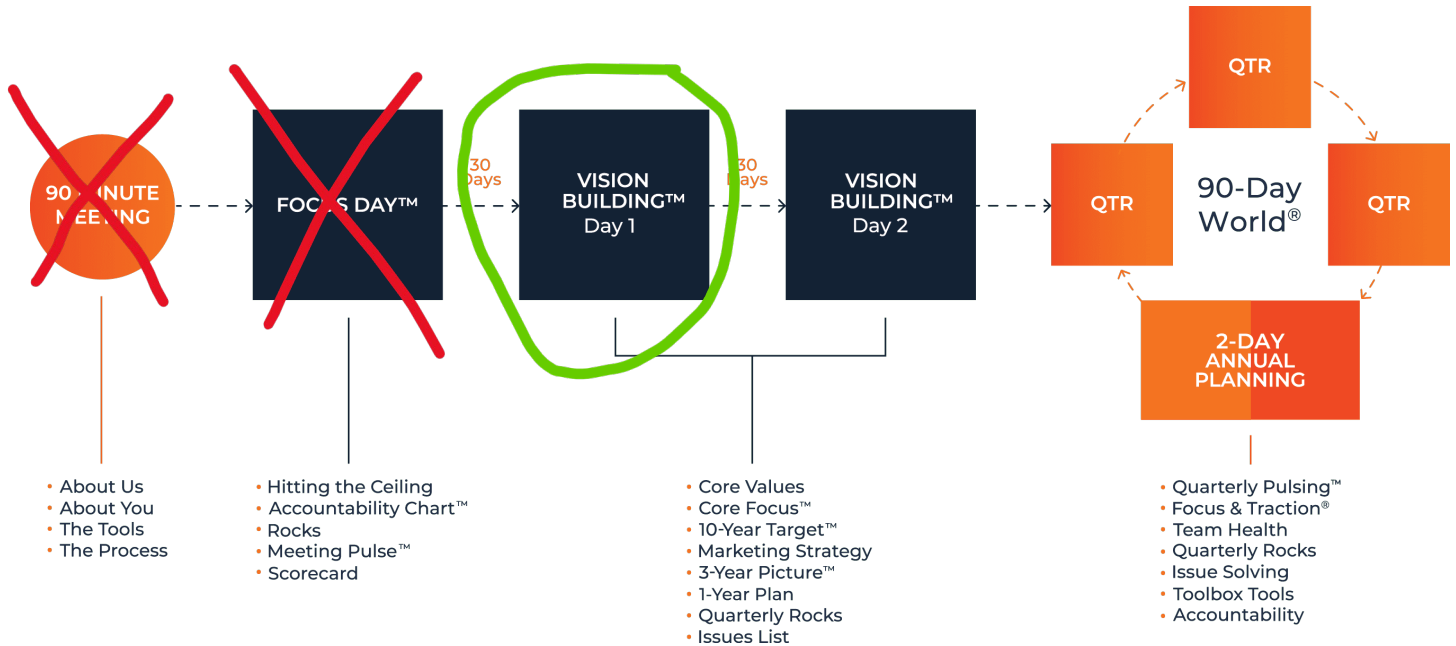 90 MINUTE
MEETING
FOCUS DAY™
30
Days
VISION
BUILDING™
Day 1
30
Days
VISION
BUILDING™
Day 2
QTR
QTR
90-Day
World®
QTR
2-DAY
ANNUAL
PLANNING
• About Us
• About You
• The Tools
• The Process
• Hitting the Ceiling
• Accountability Chart™
• Rocks
• Meeting Pulse™
• Scorecard
• Core Values
• Core Focus™
• 10-Year Target™
• Marketing Strategy
• 3-Year Picture™
• 1-Year Plan
• Quarterly Rocks
• Issues List
• Quarterly Pulsing™
• Focus & Traction®
• Team Health
• Quarterly Rocks
• Issue Solving
• Toolbox Tools
• Accountability